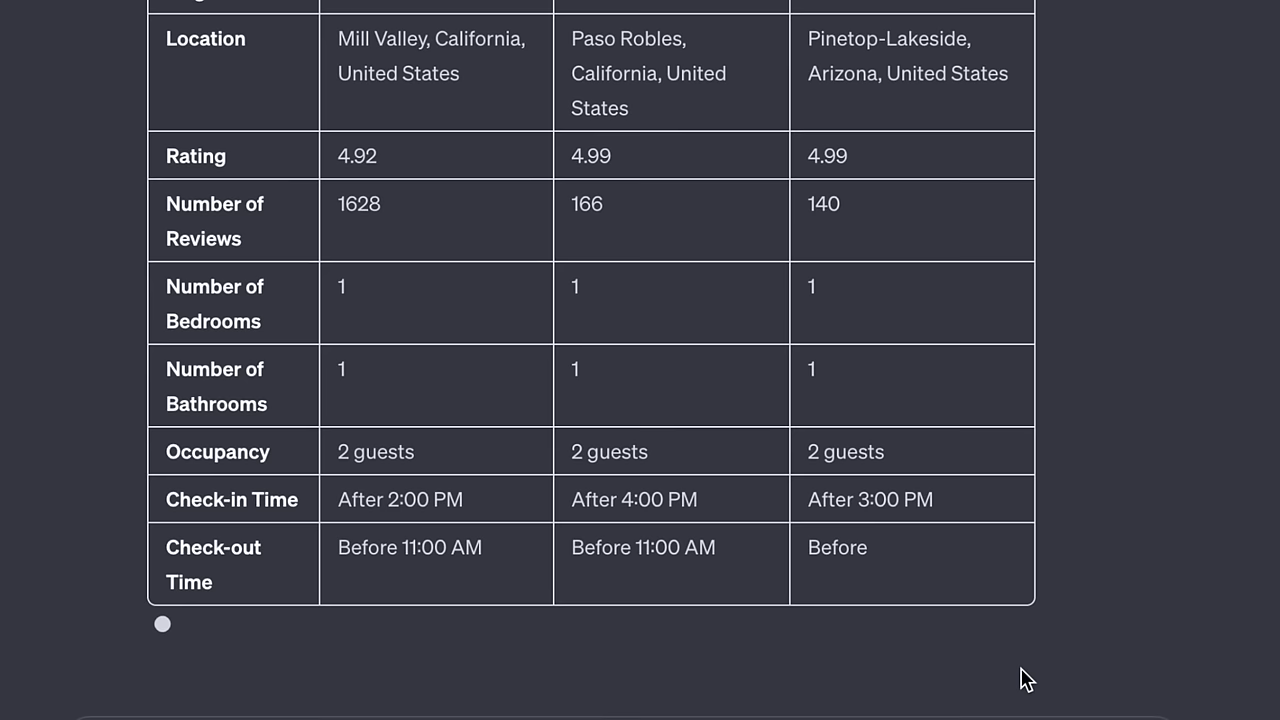 Location
Mill Valley, California,
United States
Paso Robles,
California, United
States
Pinetop-Lakeside,
Arizona, United States
Rating
4.92
4.99
4.99
Number of
Reviews
1628
166
140
Number of
Bedrooms
1
1
1
Number of
Bathrooms
1
1
1
Occupancy
2 guests
2 guests
2 guests
Check-in Time
After 2:00 PM
After 4:00 PM
After 3:00 PM
Check-out
Time
Before 11:00 AM
Before 11:00 AM
Before